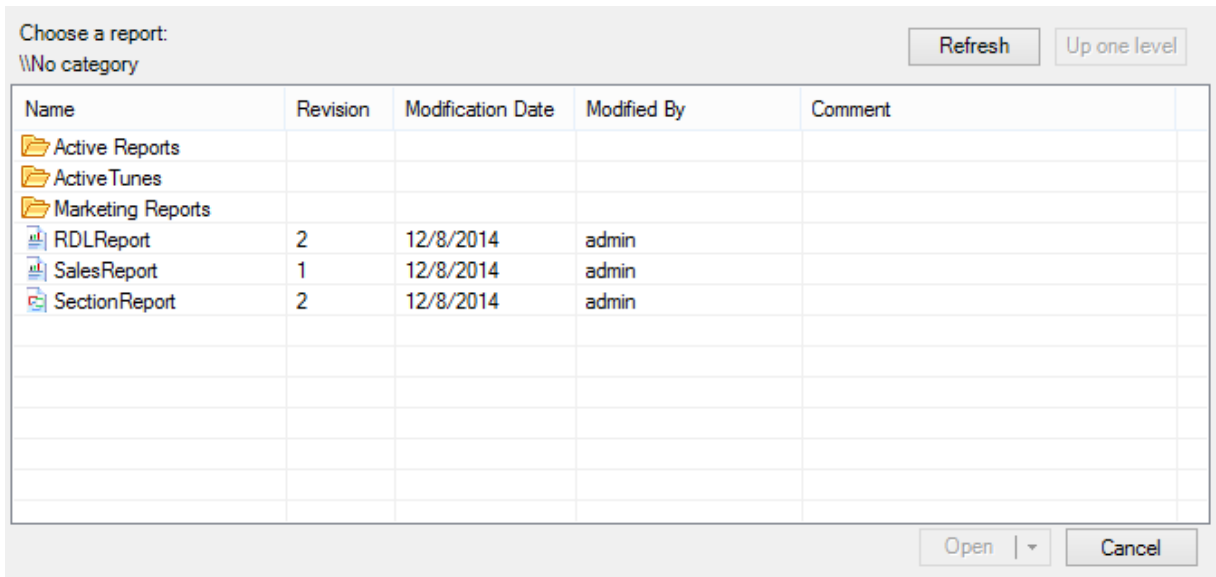 Choose a report:
Refresh
Up one level
\\No category
Name Revision Modification Date Modified By Comment
Active Reports
ActiveTunes
Marketing Reports
RDLReport 2 12/8/2014 admin
SalesReport 1 12/8/2014 admin
SectionReport 2 12/8/2014 admin
Open Cancel